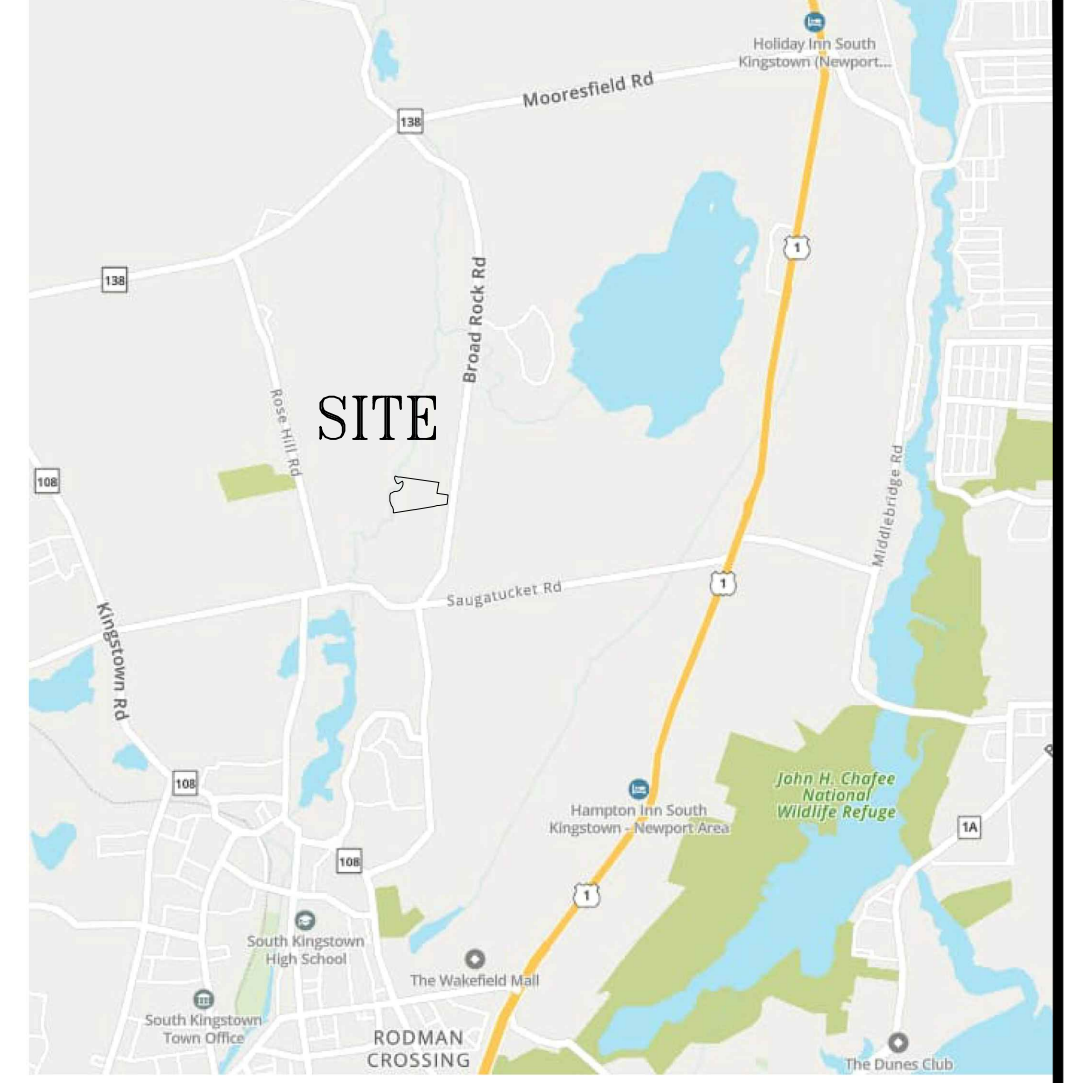 Holiday Inn South
Kingstown (Newport...
Mooresfield Rd
138
1
138
Broad Rock Rd
Rose Hill Rd
SITE
108
Middlebridge Rd
1
Saugatucket Rd
Kingstown Rd
108
John H. Chafee
National
Wildlife Refuge
Hampton Inn South
Kingstown - Newport Area
1A
108
1
South Kingstown
High School
The Wakefield Mall
South Kingstown
Town Office
RODMAN
CROSSING
The Dunes Club